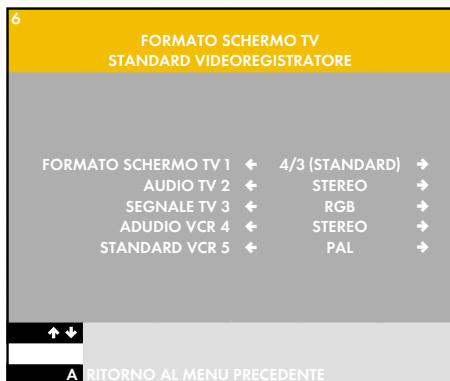 6
FORMATO SCHERMO TV
STANDARD VIDEOREGISTRATORE
FORMATO SCHERMO TV 1 ← 4/3 (STANDARD) →
AUDIO TV 2 ← STEREO →
SEGNALE TV 3 ← RGB →
ADUDIO VCR 4 ← STEREO →
STANDARD VCR 5 ← PAL →
↑ ↓
A RITORNO AL MENU PRECEDENTE